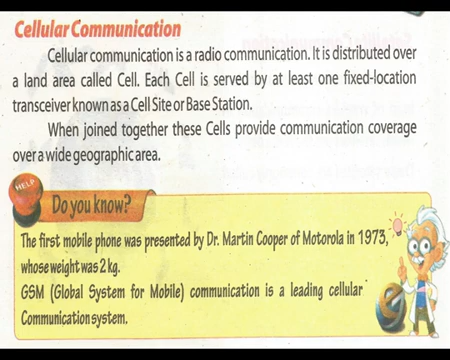 Cellular Communication
Cellular communication is a radio communication. It is distributed over
a land area called Cell. Each Cell is served by at least one fixed-location
transceiver known as a Cell Site or Base Station.
When joined together these Cells provide communication coverage
over a wide geographic area.
HELP
Do you know?
The first mobile phone was presented by Dr. Martin Cooper of Motorola in 1973,
whose weight was 2 kg.
GSM (Global System for Mobile) communication is a leading cellular
Communication system.